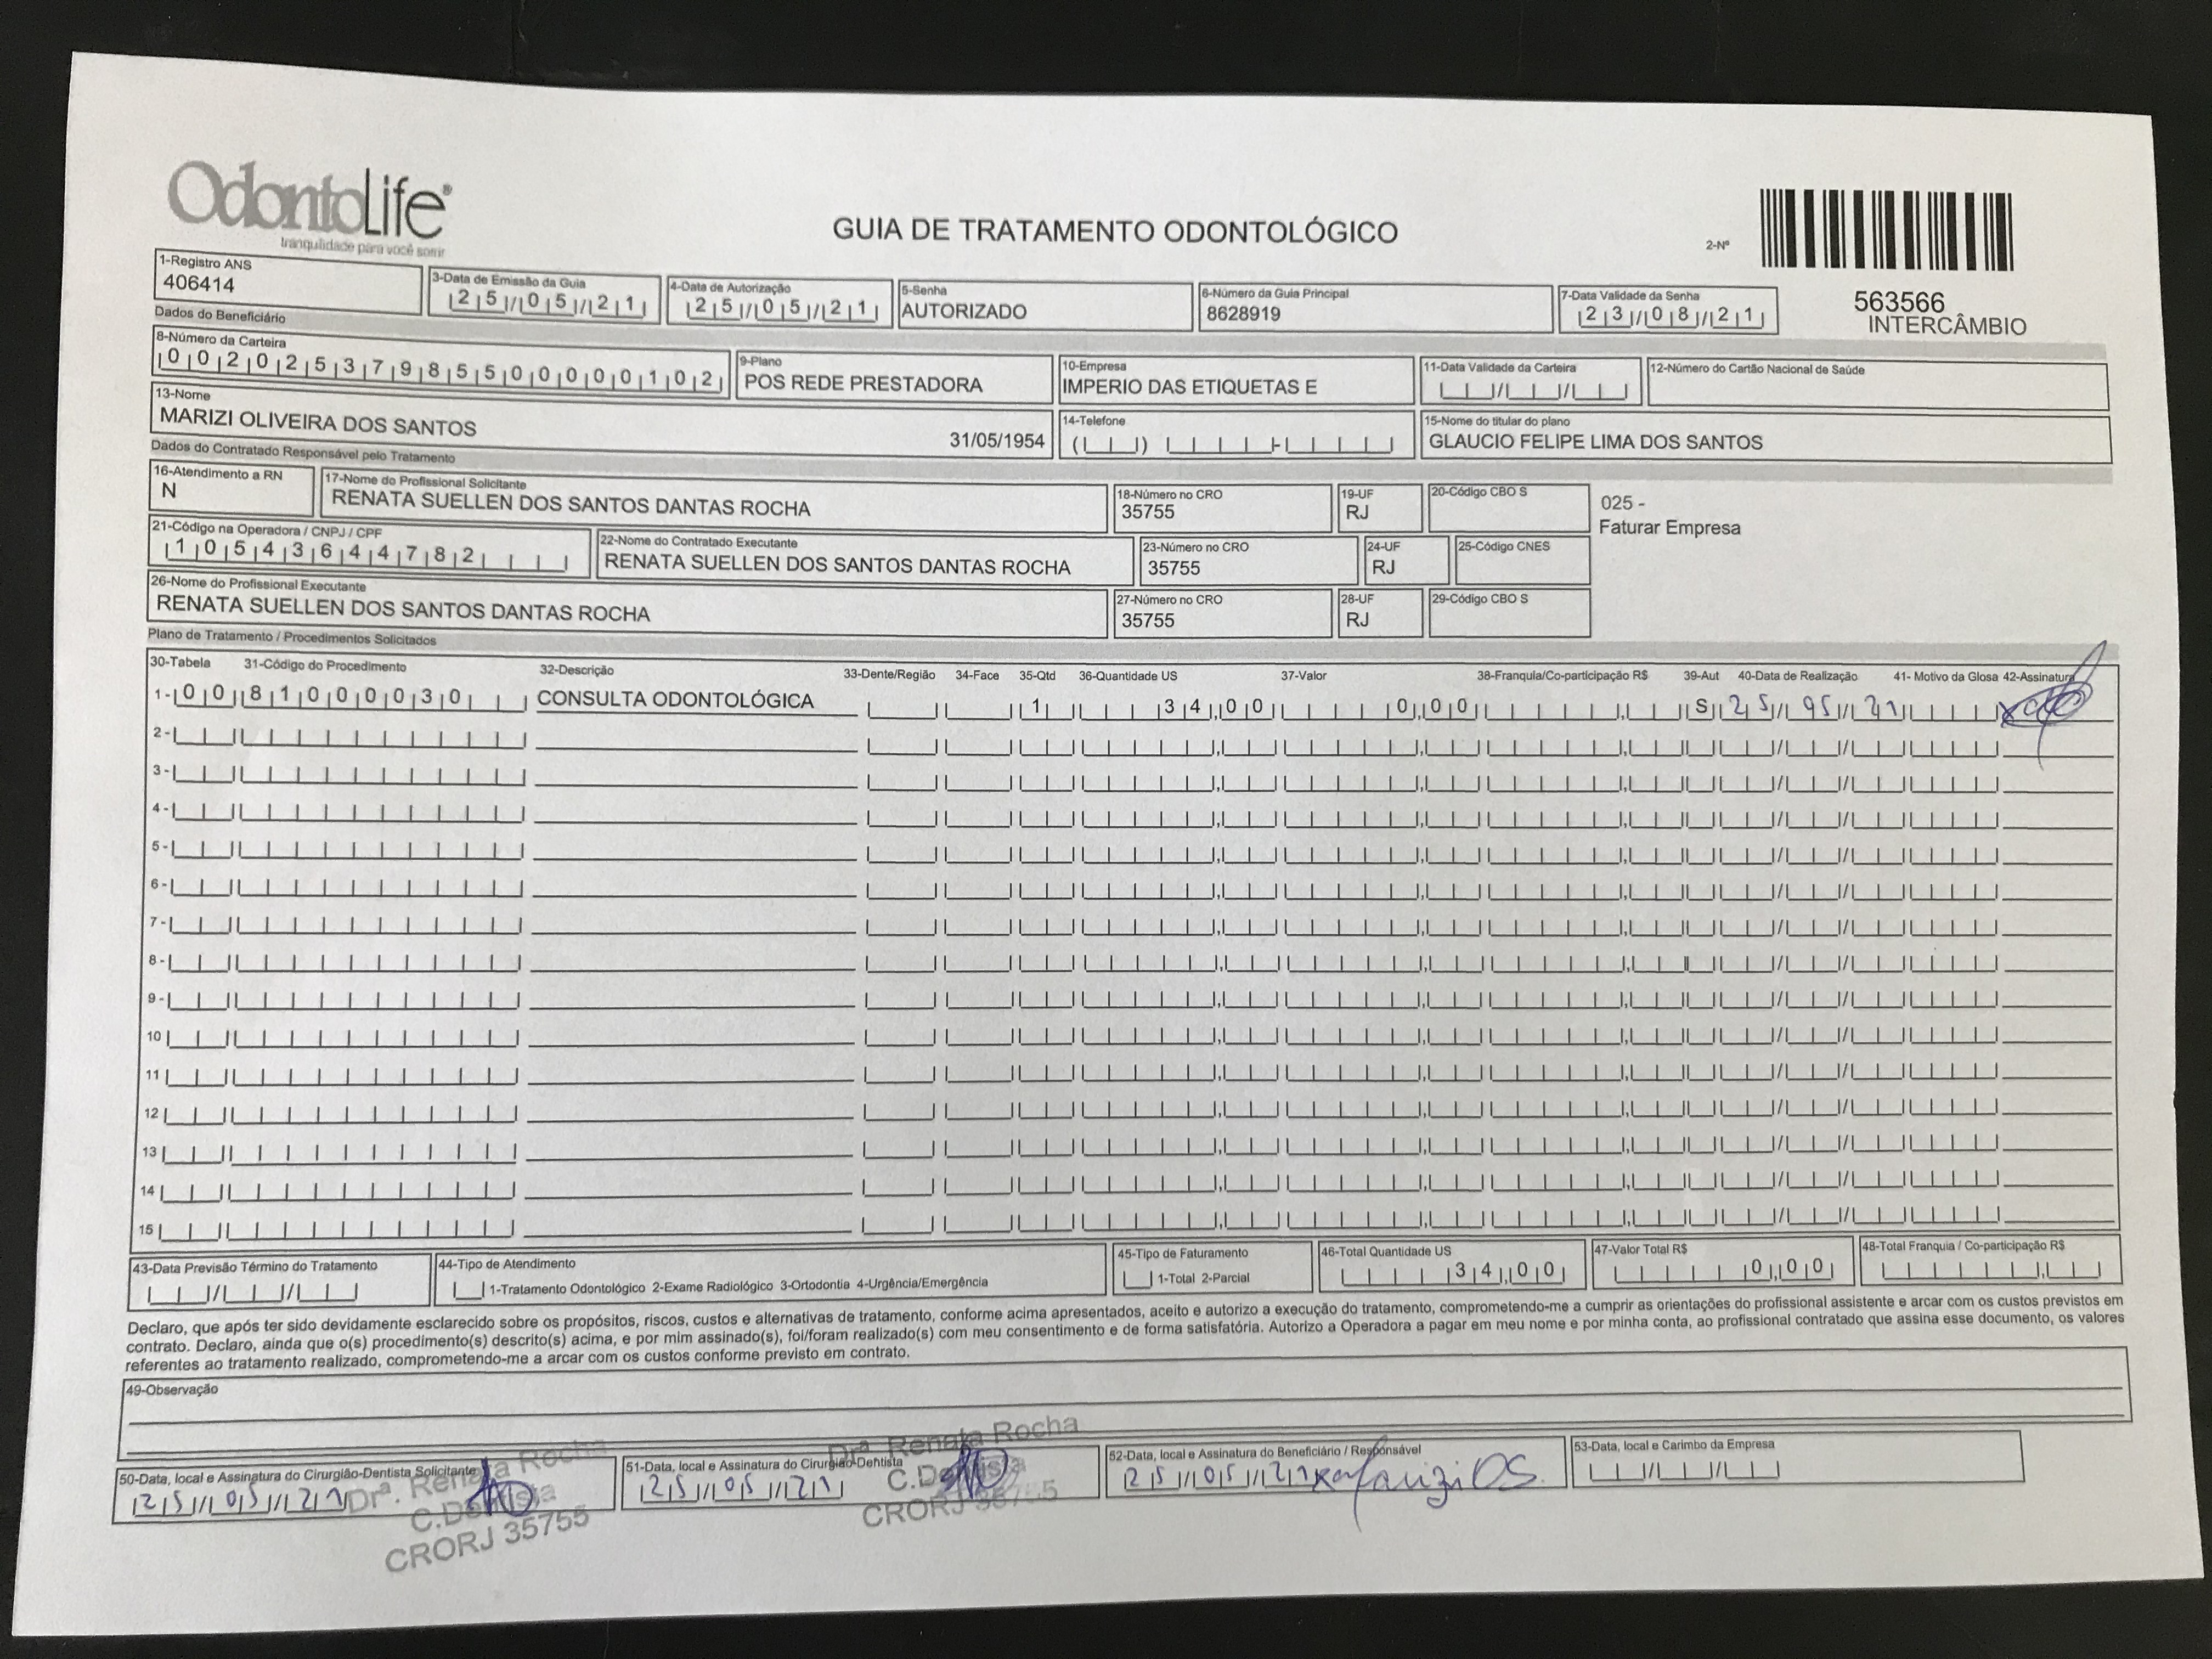 OdontoLife®
tranquilidade para você sorrir
GUIA DE TRATAMENTO ODONTOLÓGICO
2-Nº
563566
INTERCÂMBIO
1-Registro ANS
406414
3-Data de Emissão da Guia
25/05/21
4-Data de Autorização
25/05/21
5-Senha
AUTORIZADO
6-Número da Guia Principal
8628919
7-Data Validade da Senha
23/08/21
Dados do Beneficiário
8-Número da Carteira
00202537985500000102
9-Plano
POS REDE PRESTADORA
10-Empresa
IMPERIO DAS ETIQUETAS E
11-Data Validade da Carteira
12-Número do Cartão Nacional de Saúde
13-Nome
MARIZI OLIVEIRA DOS SANTOS
31/05/1954
14-Telefone
15-Nome do titular do plano
GLAUCIO FELIPE LIMA DOS SANTOS
Dados do Contratado Responsável pelo Tratamento
16-Atendimento a RN
N
17-Nome do Profissional Solicitante
RENATA SUELLEN DOS SANTOS DANTAS ROCHA
18-Número no CRO
35755
19-UF
RJ
20-Código CBO S
025 -
Faturar Empresa
21-Código na Operadora / CNPJ / CPF
10543644782
22-Nome do Contratado Executante
RENATA SUELLEN DOS SANTOS DANTAS ROCHA
23-Número no CRO
35755
24-UF
RJ
25-Código CNES
26-Nome do Profissional Executante
RENATA SUELLEN DOS SANTOS DANTAS ROCHA
27-Número no CRO
35755
28-UF
RJ
29-Código CBO S
Plano de Tratamento / Procedimentos Solicitados
30-Tabela 31-Código do Procedimento 32-Descrição 33-Dente/Região 34-Face 35-Qtd 36-Quantidade US 37-Valor 38-Franquia/Co-participação R$ 39-Aut 40-Data de Realização 41- Motivo da Glosa 42-Assinatura
1- 00 81000030 CONSULTA ODONTOLÓGICA 1 34,00 0,00 S 25/05/21
2-
3-
4-
5-
6-
7-
8-
9-
10
11
12
13
14
15
43-Data Previsão Término do Tratamento
44-Tipo de Atendimento
1-Tratamento Odontológico 2-Exame Radiológico 3-Ortodontia 4-Urgência/Emergência
45-Tipo de Faturamento
1-Total 2-Parcial
46-Total Quantidade US
34,00
47-Valor Total R$
0,00
48-Total Franquia / Co-participação R$
Declaro, que após ter sido devidamente esclarecido sobre os propósitos, riscos, custos e alternativas de tratamento, conforme acima apresentados, aceito e autorizo a execução do tratamento, comprometendo-me a cumprir as orientações do profissional assistente e arcar com os custos previstos em
contrato. Declaro, ainda que o(s) procedimento(s) descrito(s) acima, e por mim assinado(s), foi/foram realizado(s) com meu consentimento e de forma satisfatória. Autorizo a Operadora a pagar em meu nome e por minha conta, ao profissional contratado que assina esse documento, os valores
referentes ao tratamento realizado, comprometendo-me a arcar com os custos conforme previsto em contrato.
49-Observação
50-Data, local e Assinatura do Cirurgião-Dentista Solicitante
25/05/21
Drª. Renata Rocha
C.Dentista
CRORJ 35755
51-Data, local e Assinatura do Cirurgião-Dentista
25/05/21
Drª. Renata Rocha
C.Dentista
CRORJ 35755
52-Data, local e Assinatura do Beneficiário / Responsável
25/05/21
53-Data, local e Carimbo da Empresa